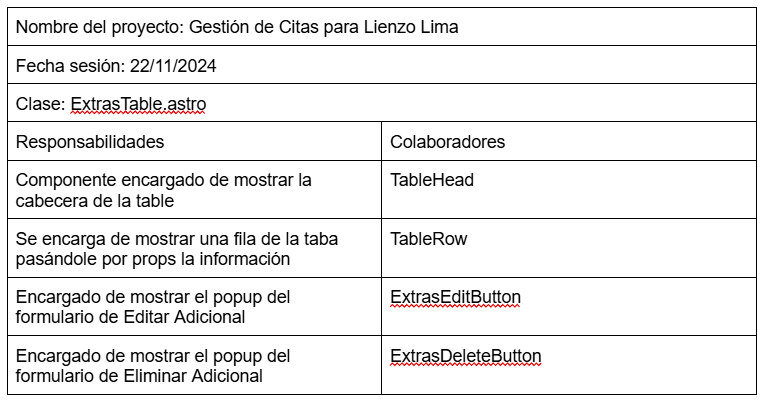 Nombre del proyecto: Gestión de Citas para Lienzo Lima
Fecha sesión: 22/11/2024
Clase: ExtrasTable.astro
Responsabilidades
Colaboradores
Componente encargado de mostrar la
cabecera de la table
TableHead
Se encarga de mostrar una fila de la taba
pasándole por props la información
TableRow
Encargado de mostrar el popup del
formulario de Editar Adicional
ExtrasEditButton
Encargado de mostrar el popup del
formulario de Eliminar Adicional
ExtrasDeleteButton